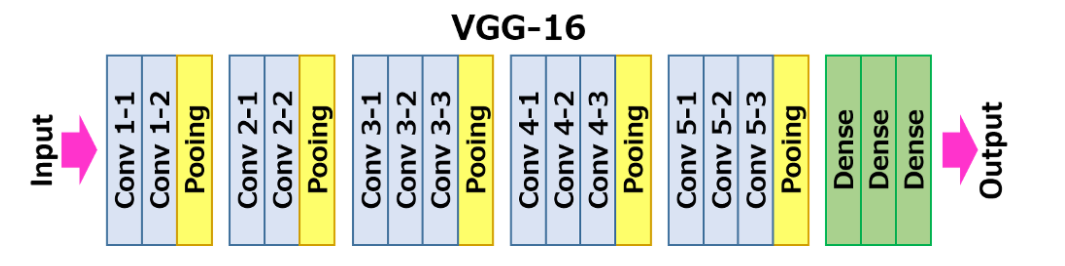 VGG-16
Input
Conv 1-1
Conv 1-2
Pooing
Conv 2-1
Conv 2-2
Pooing
Conv 3-1
Conv 3-2
Conv 3-3
Pooing
Conv 4-1
Conv 4-2
Conv 4-3
Pooing
Conv 5-1
Conv 5-2
Conv 5-3
Pooing
Dense
Dense
Dense
Output